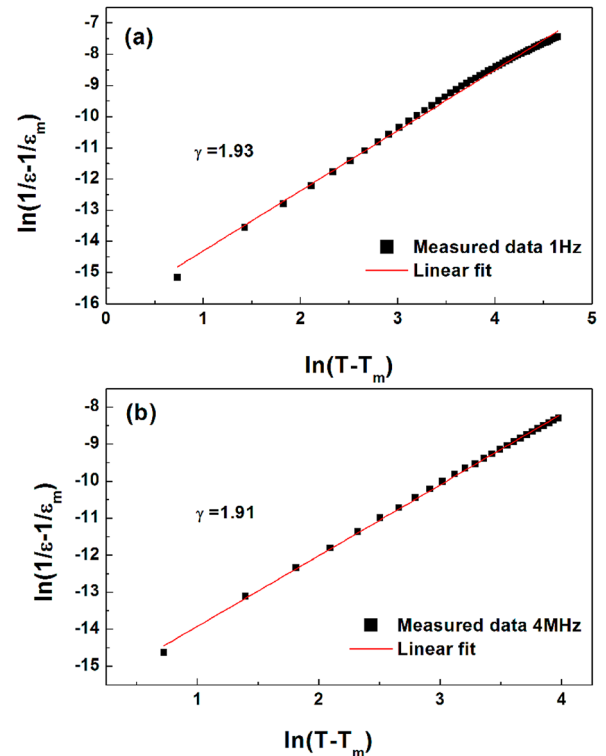 (a)
-7
-8
-9
-10
-11
-12
-13
-14
-15
-16
ln(1/ε-1/εm)
γ =1.93
Measured data 1Hz
Linear fit
0 1 2 3 4 5
ln(T-Tm)
(b)
-8
-9
-10
-11
-12
-13
-14
-15
ln(1/ε-1/εm)
γ =1.91
Measured data 4MHz
Linear fit
1 2 3 4
ln(T-Tm)